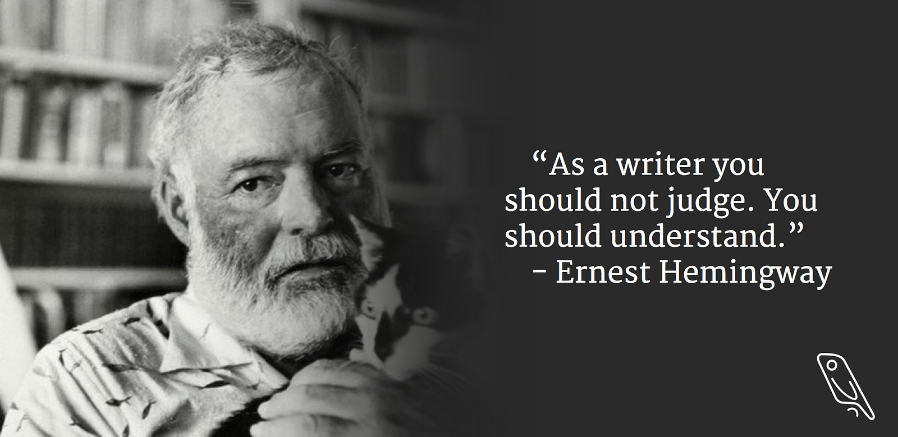 “As a writer you
should not judge. You
should understand.”
– Ernest Hemingway